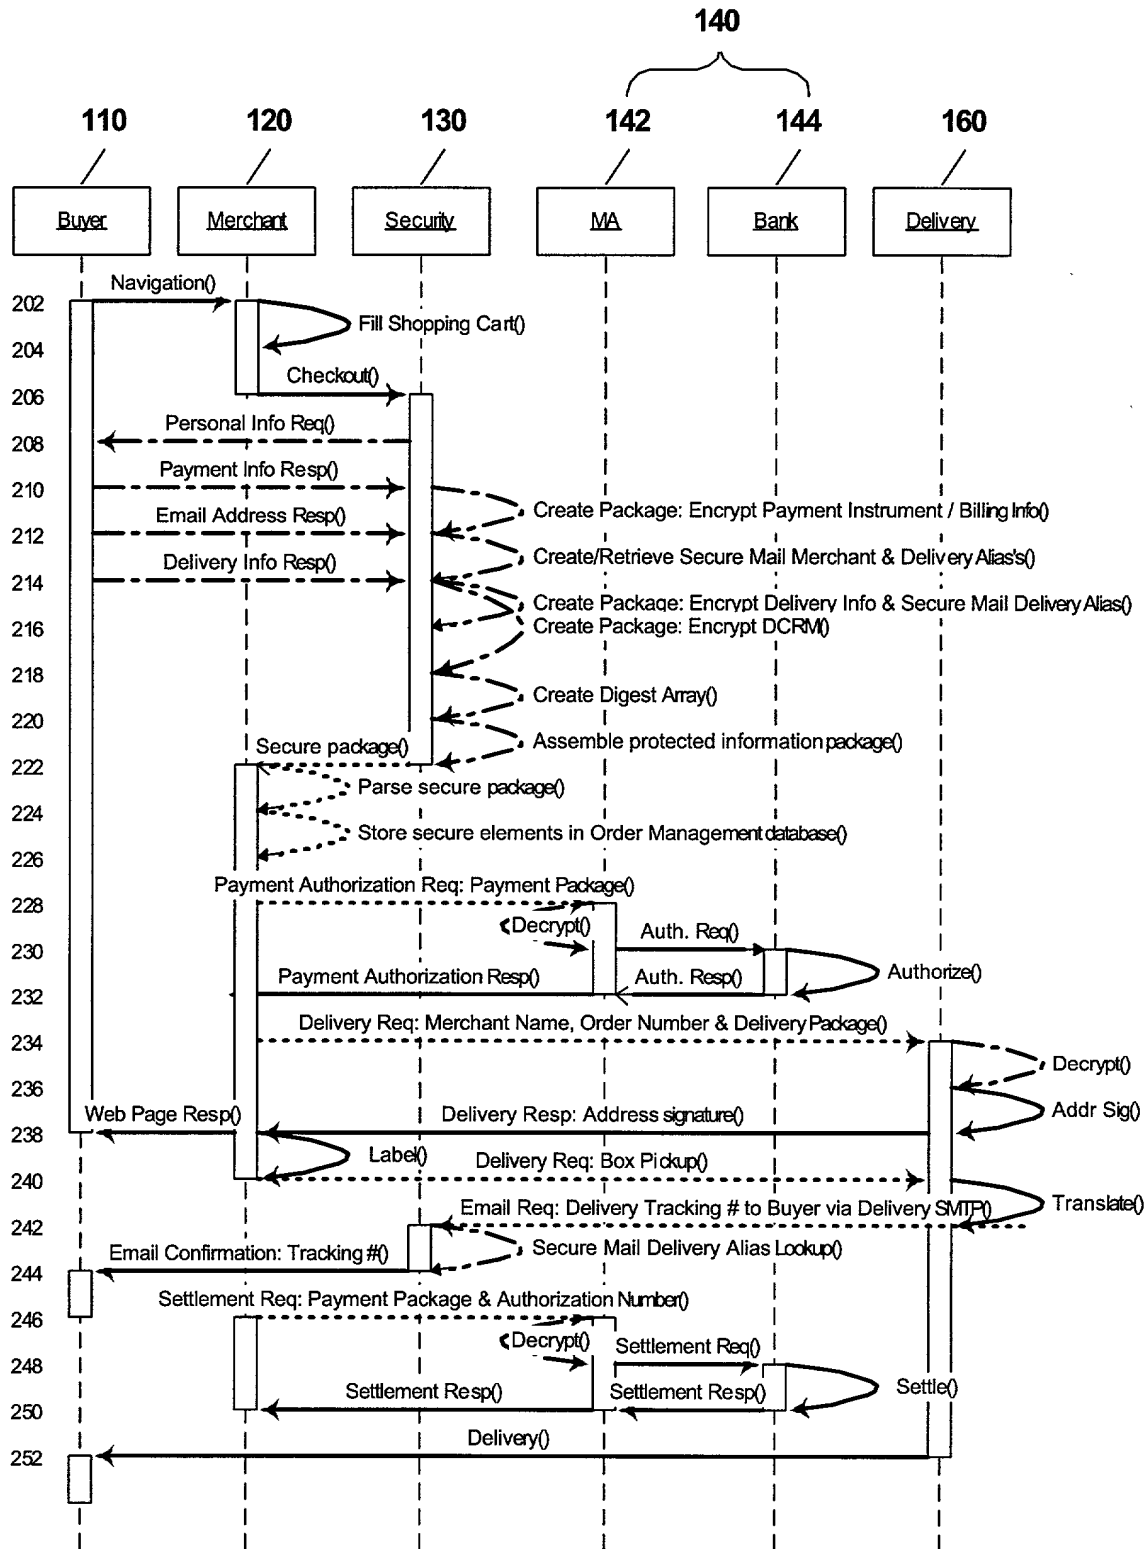 140
110 120 130 142 144 160
Buyer Merchant Security MA Bank Delivery
Navigation()
202
Fill Shopping Cart()
204
Checkout()
206
Personal Info Req()
208
Payment Info Resp()
210
Create Package: Encrypt Payment Instrument / Billing Info()
Email Address Resp()
212
Create/Retrieve Secure Mail Merchant & Delivery Alias's()
Delivery Info Resp()
214
Create Package: Encrypt Delivery Info & Secure Mail Delivery Alias()
216
Create Package: Encrypt DCRM()
218
Create Digest Array()
220
Assemble protected information package()
Secure package()
222
Parse secure package()
224
Store secure elements in Order Management database()
226
Payment Authorization Req: Payment Package()
228
Decrypt()
Auth. Req()
230
Authorize()
Payment Authorization Resp() Auth. Resp()
232
Delivery Req: Merchant Name, Order Number & Delivery Package()
234
Decrypt()
236
Addr Sig()
Web Page Resp() Delivery Resp: Address signature()
238
Label()
Delivery Req: Box Pickup()
240
Translate()
Email Req: Delivery Tracking # to Buyer via Delivery SMTP()
242
Secure Mail Delivery Alias Lookup()
Email Confirmation: Tracking #()
244
Settlement Req: Payment Package & Authorization Number()
246
Decrypt()
Settlement Req()
248
Settle()
Settlement Resp() Settlement Resp()
250
Delivery()
252